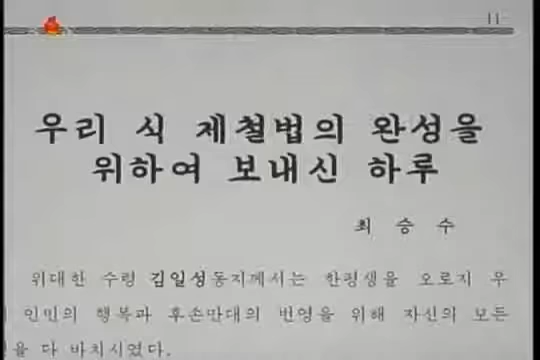 11
우리 식 제철법의 완성을
위하여 보내신 하루
최 승 수
위대한 수령 김일성동지께서는 한평생을 오로지 우
인민의 행복과 후손만대의 번영을 위해 자신의 모든
을 다 바치시였다.